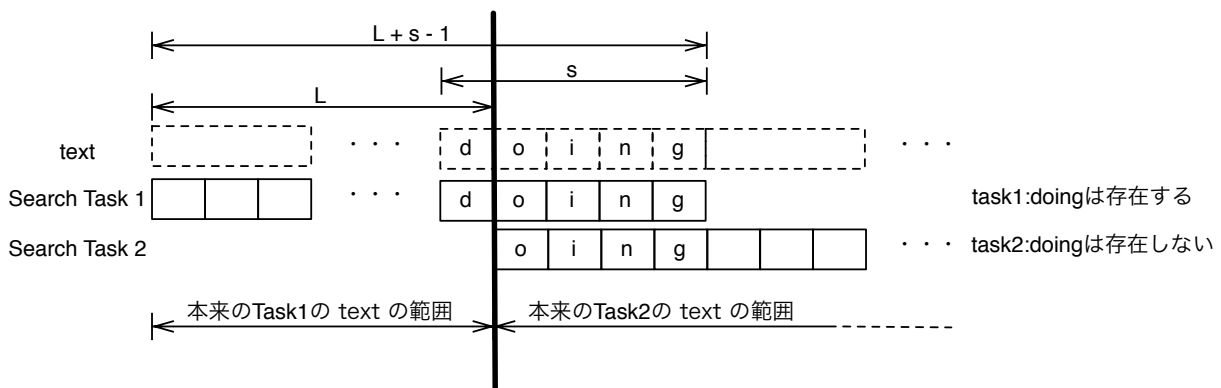 L + s - 1
s
L
text ・・・ d o i n g ・・・
Search Task 1 ・・・ d o i n g task1:doingは存在する
Search Task 2 o i n g ・・・ task2:doingは存在しない
本来のTask1の text の範囲 本来のTask2の text の範囲